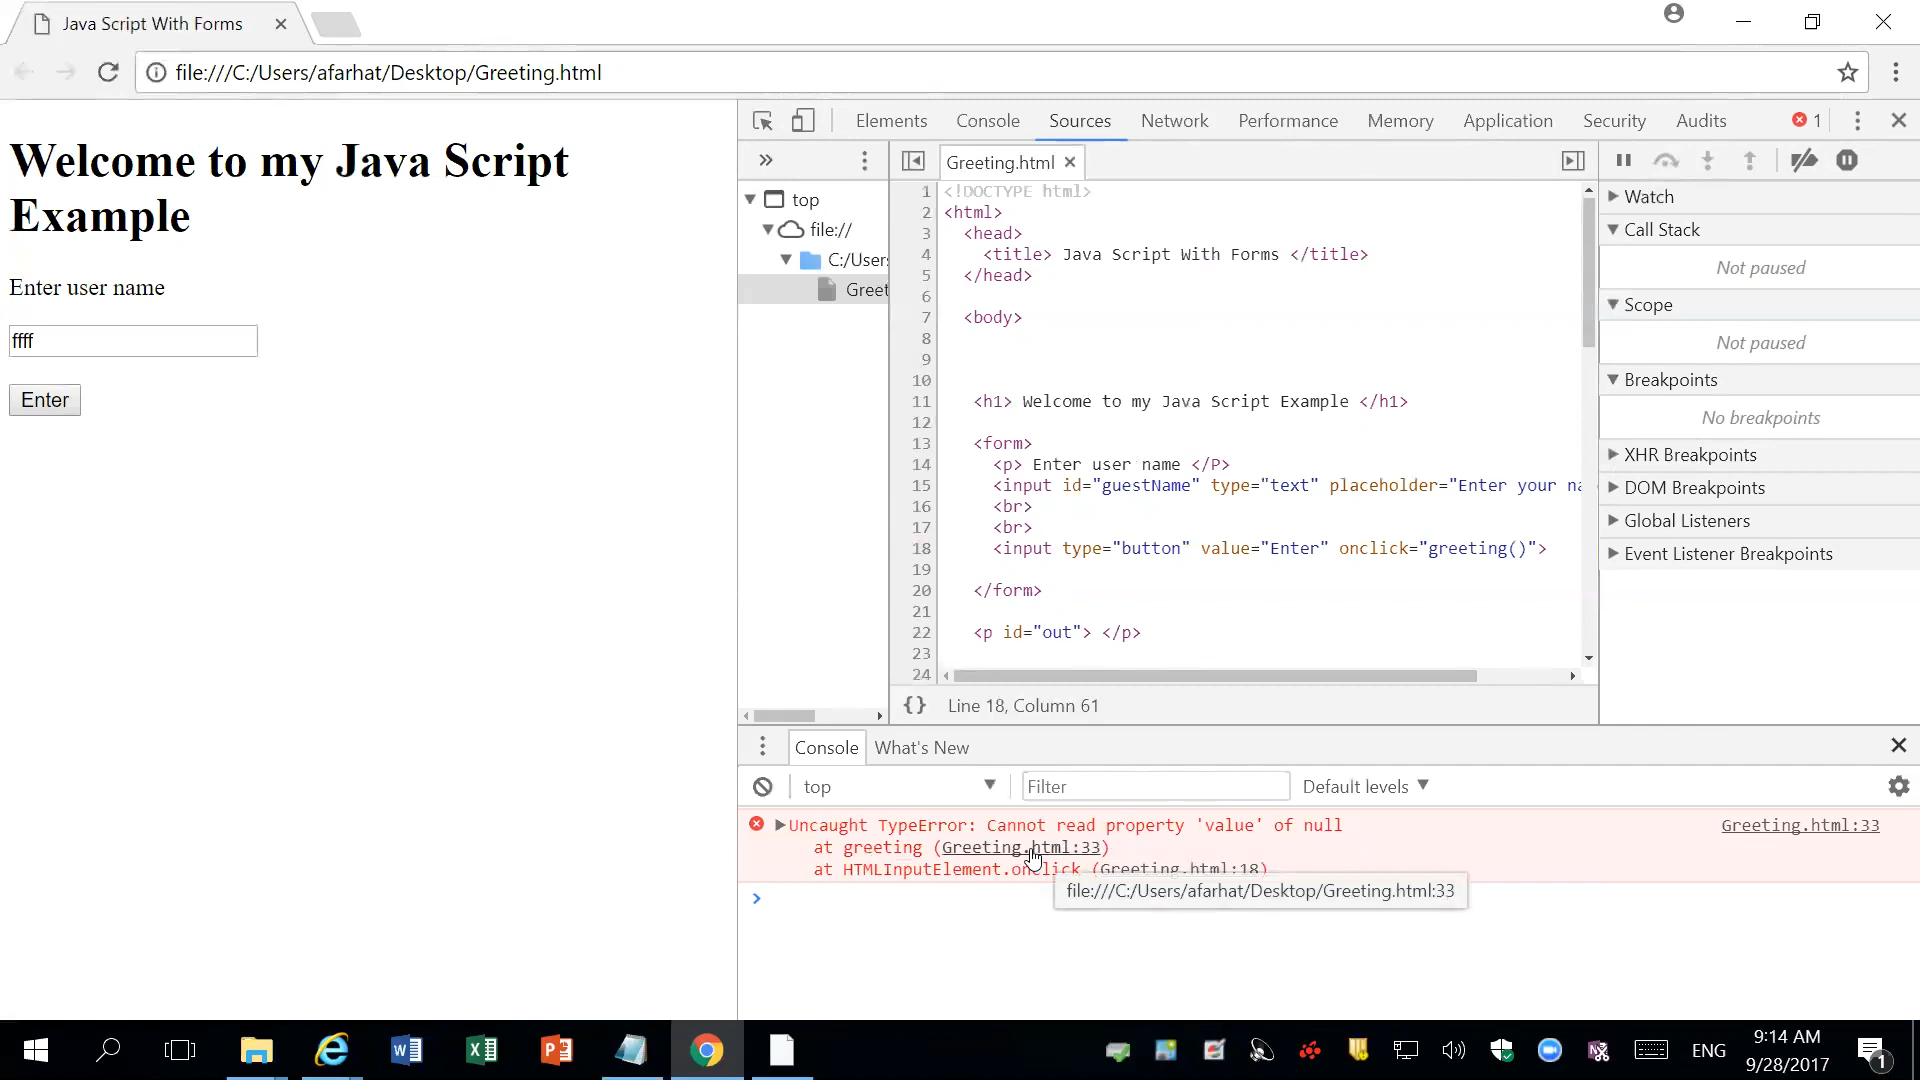 Java Script With Forms
file:///C:/Users/afarhat/Desktop/Greeting.html
Welcome to my Java Script
Example
Enter user name
ffff
Enter
Elements Console Sources Network Performance Memory Application Security Audits 1
Greeting.html
top
file://
C:/Users
Greet
1 <!DOCTYPE html>
2 <html>
3 <head>
4 <title> Java Script With Forms </title>
5 </head>
6
7 <body>
8
9
10
11 <h1> Welcome to my Java Script Example </h1>
12
13 <form>
14 <p> Enter user name </P>
15 <input id="guestName" type="text" placeholder="Enter your na
16 <br>
17 <br>
18 <input type="button" value="Enter" onclick="greeting()">
19
20 </form>
21
22 <p id="out"> </p>
23
24
{} Line 18, Column 61
Watch
Call Stack
Not paused
Scope
Not paused
Breakpoints
No breakpoints
XHR Breakpoints
DOM Breakpoints
Global Listeners
Event Listener Breakpoints
Console What's New
top Filter Default levels
Uncaught TypeError: Cannot read property 'value' of null Greeting.html:33
at greeting (Greeting.html:33)
at HTMLInputElement.onclick (Greeting.html:18)
file:///C:/Users/afarhat/Desktop/Greeting.html:33
ENG
9:14 AM
9/28/2017
1